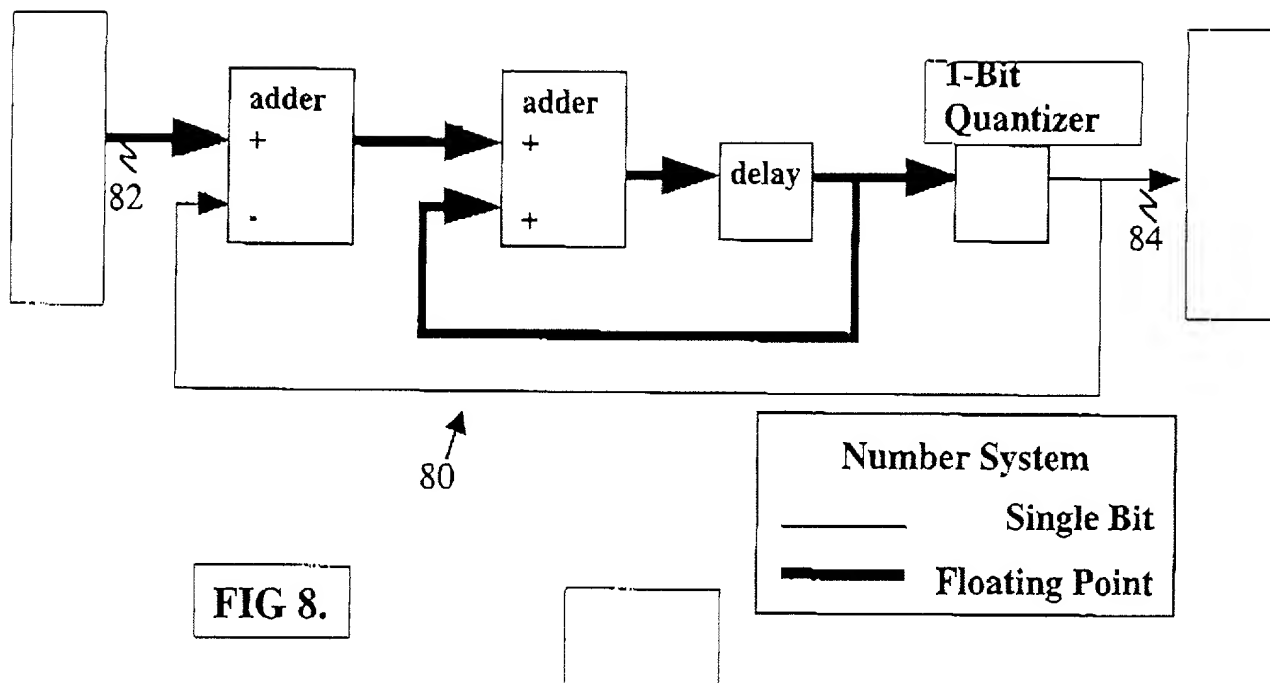 1-Bit
Quantizer
adder
+
-
adder
+
+
delay
82
84
80
Number System
Single Bit
Floating Point
FIG 8.